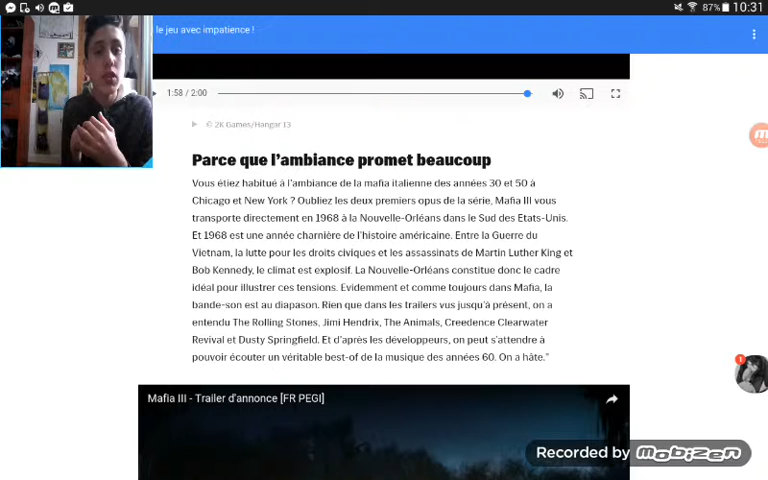 87% 10:31
le jeu avec impatience !
1:58 / 2:00
© 2K Games/Hangar 13
Parce que l'ambiance promet beaucoup
Vous étiez habitué à l'ambiance de la mafia italienne des années 30 et 50 à
Chicago et New York ? Oubliez les deux premiers opus de la série, Mafia III vous
transporte directement en 1968 à la Nouvelle-Orléans dans le Sud des Etats-Unis.
Et 1968 est une année charnière de l'histoire américaine. Entre la Guerre du
Vietnam, la lutte pour les droits civiques et les assassinats de Martin Luther King et
Bob Kennedy, le climat est explosif. La Nouvelle-Orléans constitue donc le cadre
idéal pour illustrer ces tensions. Evidemment et comme toujours dans Mafia, la
bande-son est au diapason. Rien que dans les trailers vus jusqu'à présent, on a
entendu The Rolling Stones, Jimi Hendrix, The Animals, Creedence Clearwater
Revival et Dusty Springfield. Et d'après les développeurs, on peut s'attendre à
pouvoir écouter un véritable best-of de la musique des années 60. On a hâte."
1
Mafia III - Trailer d'annonce [FR PEGI]
Recorded by Mobizen